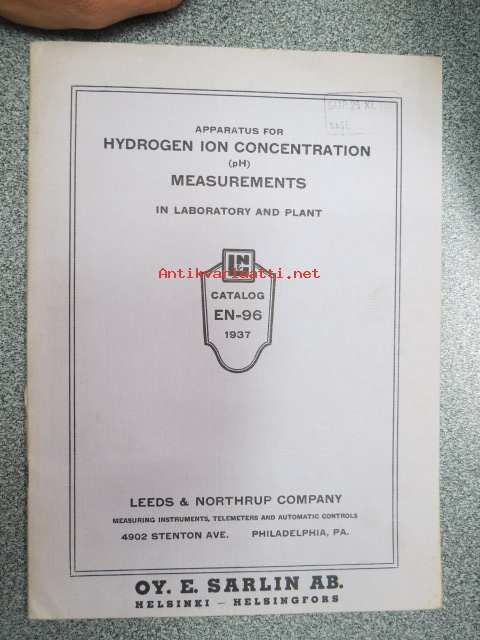 APPARATUS FOR
HYDROGEN ION CONCENTRATION
(pH)
MEASUREMENTS
IN LABORATORY AND PLANT
Antikvariaatti.net
CATALOG
EN-96
1937
LEEDS & NORTHRUP COMPANY
MEASURING INSTRUMENTS, TELEMETERS AND AUTOMATIC CONTROLS
4902 STENTON AVE. PHILADELPHIA, PA.
OY. E. SARLIN AB.
HELSINKI — HELSINGFORS